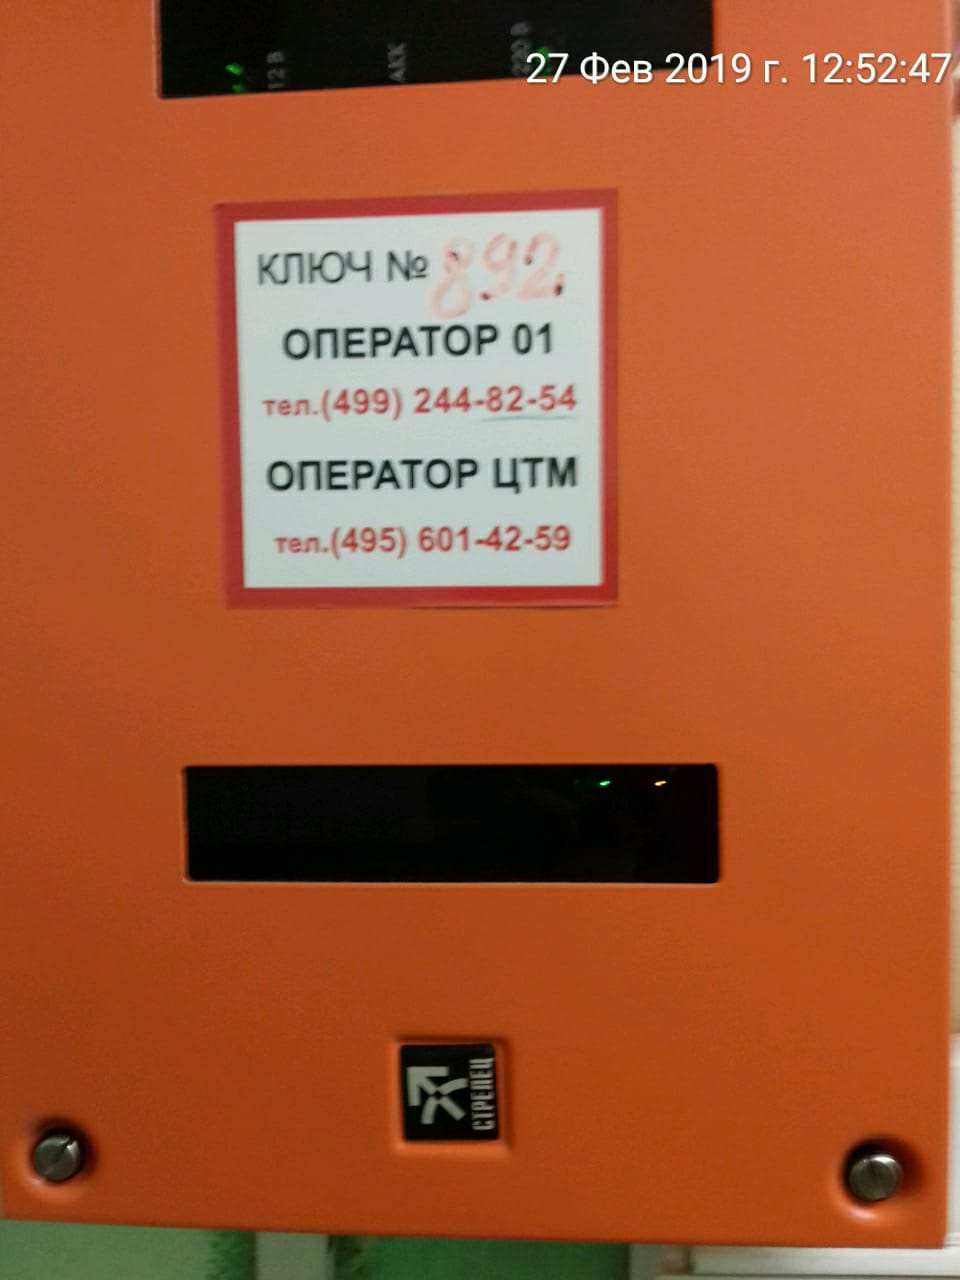 12 В
АКК
220 В
27 Фев 2019 г. 12:52:47
КЛЮЧ № 892
ОПЕРАТОР 01
тел.(499) 244-82-54
ОПЕРАТОР ЦТМ
тел.(495) 601-42-59
СТРЕЛЕЦ